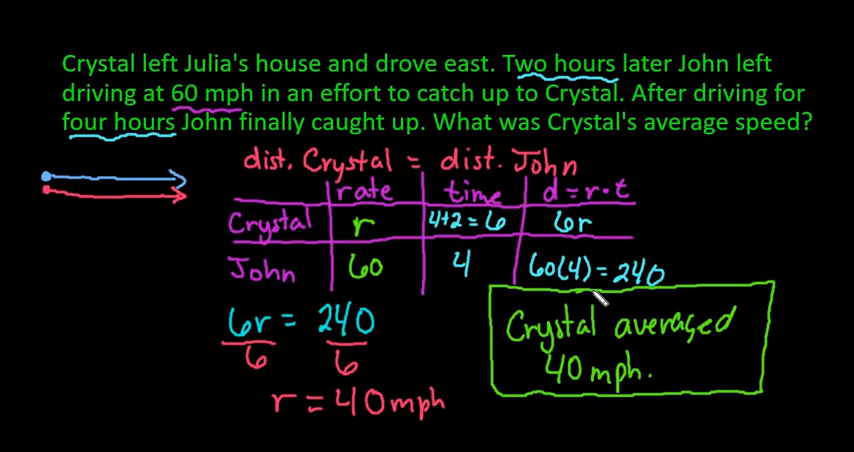 Crystal left Julia's house and drove east. Two hours later John left
driving at 60 mph in an effort to catch up to Crystal. After driving for
four hours John finally caught up. What was Crystal's average speed?
dist. Crystal = dist. John
rate time d = r • t
Crystal r 4+2 = 6 6r
John 60 4 60(4) = 240
6r = 240
6 6
r = 40mph
Crystal averaged
40 mph.